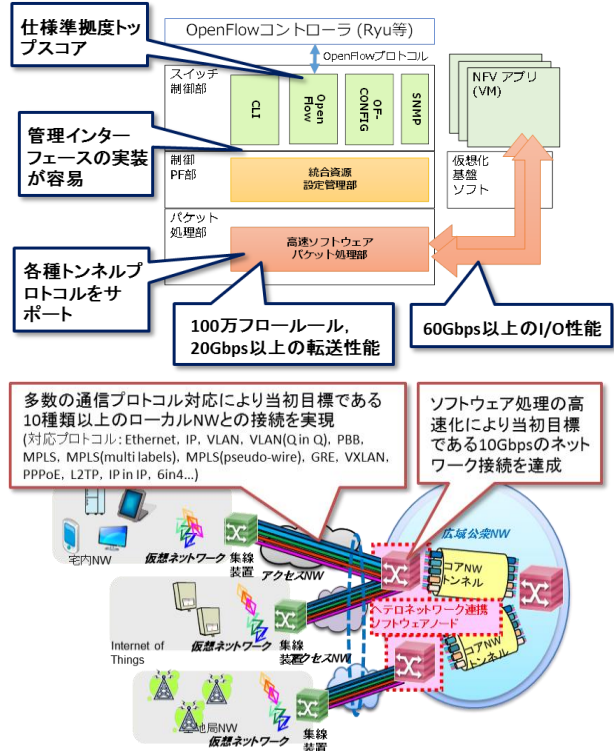 仕様準拠度トッ
プスコア
OpenFlowコントローラ (Ryu等)
OpenFlowプロトコル
スイッチ
制御部
CLI
Open
Flow
OF-
CONFIG
SNMP
NFV アプリ
(VM)
管理インター
フェースの実装
が容易
制御
PF部
統合資源
設定管理部
仮想化
基盤
ソフト
パケット
処理部
高速ソフトウェア
パケット処理部
各種トンネルプ
ロトコルをサ
ポート
100万フロールール,
20Gbps以上の転送性能
60Gbps以上のI/O性能
多数の通信プロトコル対応により当初目標である
10種類以上のローカルNWとの接続を実現
(対応プロトコル：Ethernet, IP, VLAN, VLAN(Q in Q), PBB,
MPLS, MPLS(multi labels), MPLS(pseudo-wire), GRE, VXLAN,
PPPoE, L2TP, IP in IP, 6in4...)
ソフトウェア処理の高
速化により当初目標
である10Gbpsのネット
ワーク接続を達成
宅内NW
仮想ネットワーク
集線
装置
アクセスNW
広域公衆NW
コアNW
トンネル
ヘテロネットワーク連携
ソフトウェアノード
Internet of
Things
仮想ネットワーク
集線
装置
アクセスNW
コアNW
トンネル
地局NW
仮想ネットワーク
集線
装置